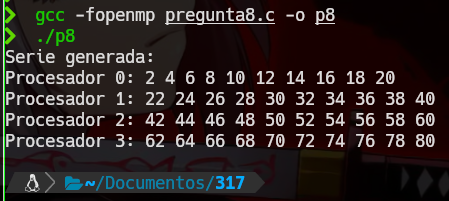 gcc -fopenmp pregunta8.c -o p8
./p8
Serie generada:
Procesador 0: 2 4 6 8 10 12 14 16 18 20
Procesador 1: 22 24 26 28 30 32 34 36 38 40
Procesador 2: 42 44 46 48 50 52 54 56 58 60
Procesador 3: 62 64 66 68 70 72 74 76 78 80
~/Documentos/317